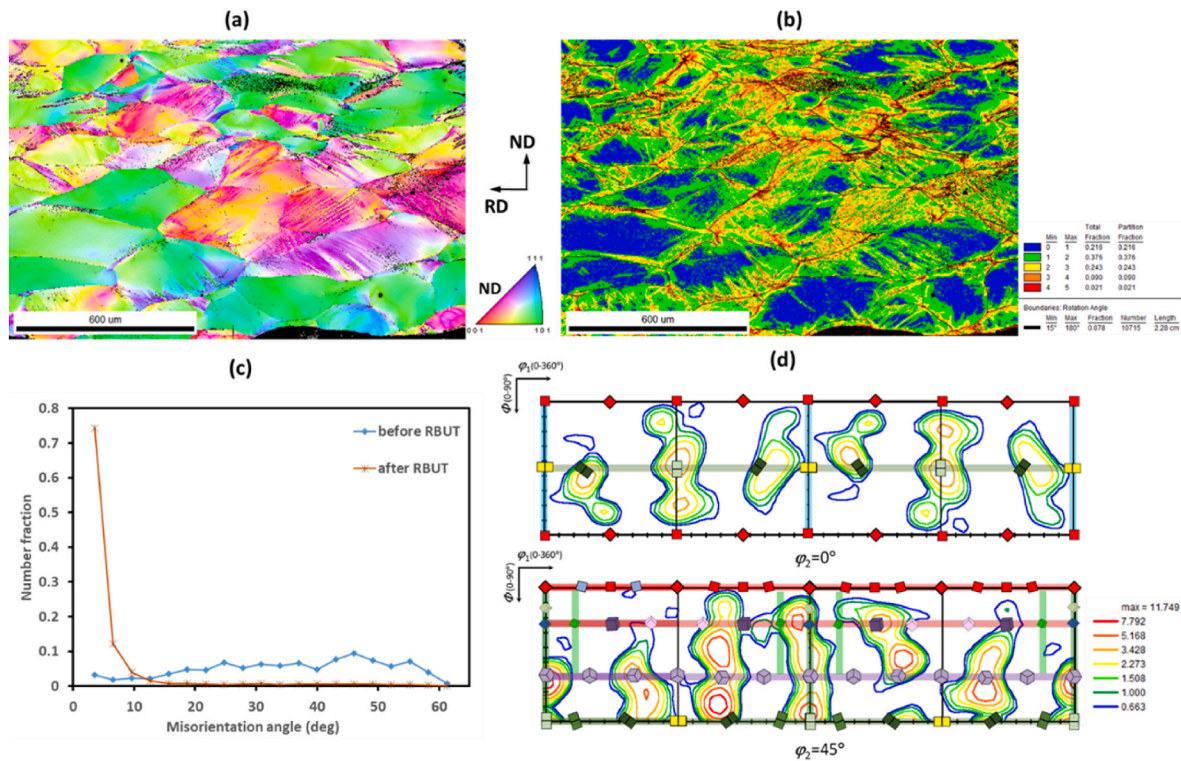 (a)
(b)
ND
RD
600 um
ND
1 1 1
0 0 1
1 0 1
600 um
Total Partition
Min Max Fraction Fraction
0 1 0.216 0.216
1 2 0.376 0.376
2 3 0.243 0.243
3 4 0.090 0.090
4 5 0.021 0.021
Boundaries: Rotation Angle
Min Max Fraction Number Length
15° 180° 0.078 10715 2.28 cm
(c)
0.8
0.7
0.6
0.5
0.4
0.3
0.2
0.1
0
Number fraction
before RBUT
after RBUT
0 10 20 30 40 50 60
Misorientation angle (deg)
(d)
φ1(0-360°)
Φ(0-90°)
φ2=0°
φ1(0-360°)
Φ(0-90°)
φ2=45°
max = 11.749
7.792
5.168
3.428
2.273
1.508
1.000
0.663